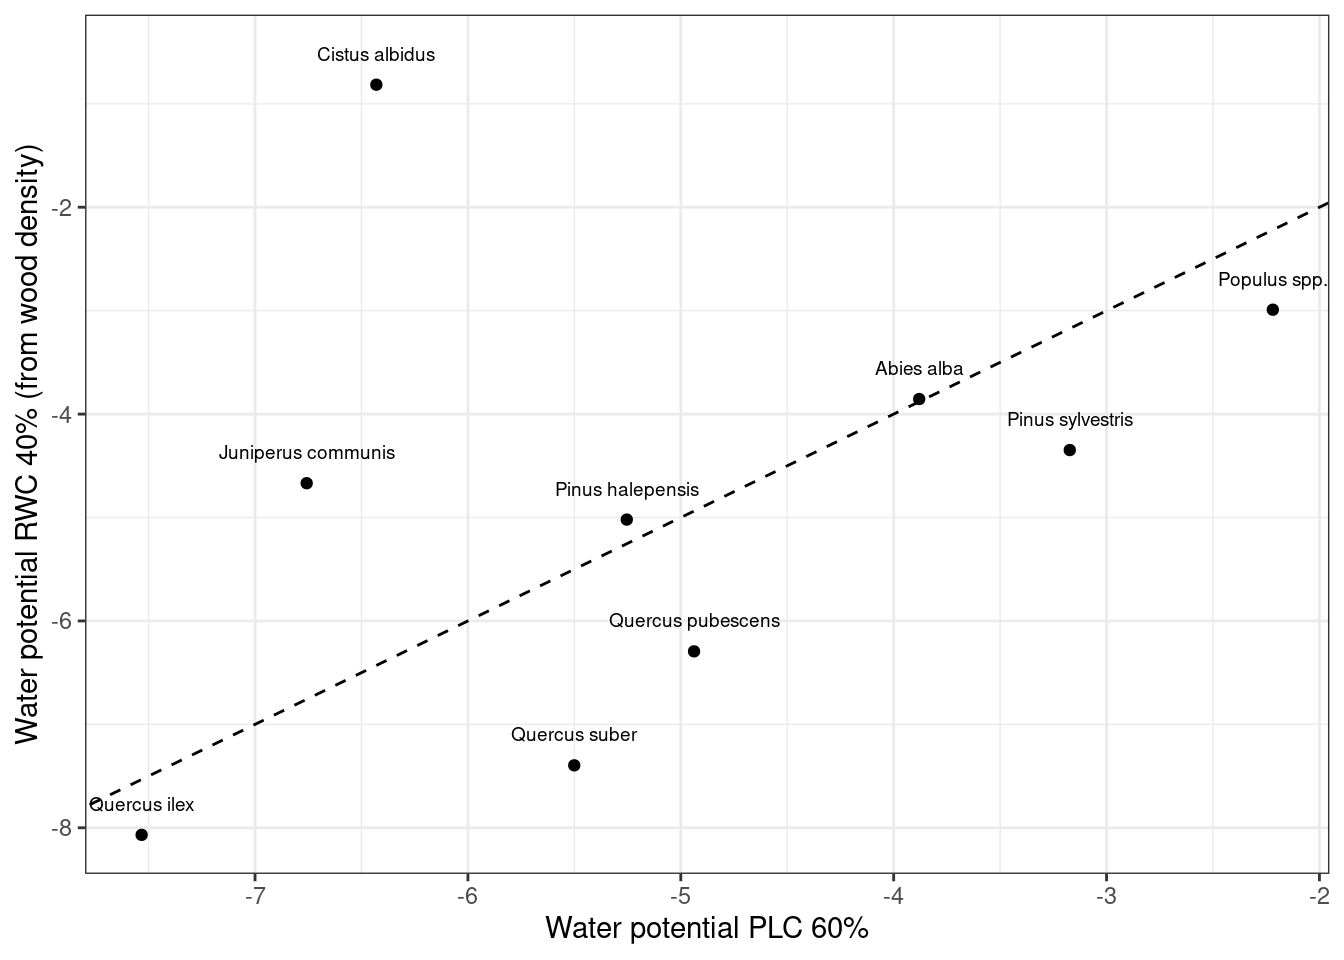 Cistus albidus
Populus spp.
Abies alba
Pinus sylvestris
Juniperus communis
Pinus halepensis
Quercus pubescens
Quercus suber
Quercus ilex
-2
-4
-6
-8
-7
-6
-5
-4
-3
-2
Water potential PLC 60%
Water potential RWC 40% (from wood density)